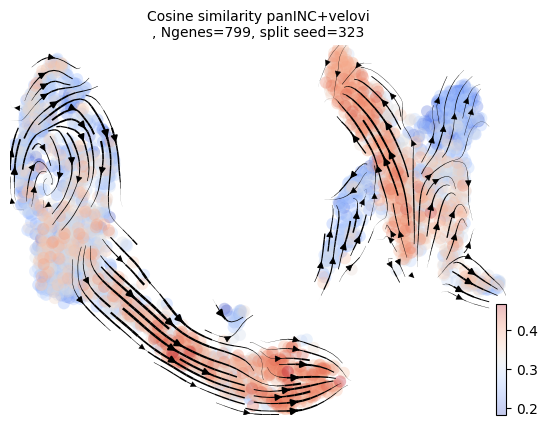 Cosine similarity panINC+velovi
, Ngenes=799, split seed=323
0.4
0.3
0.2